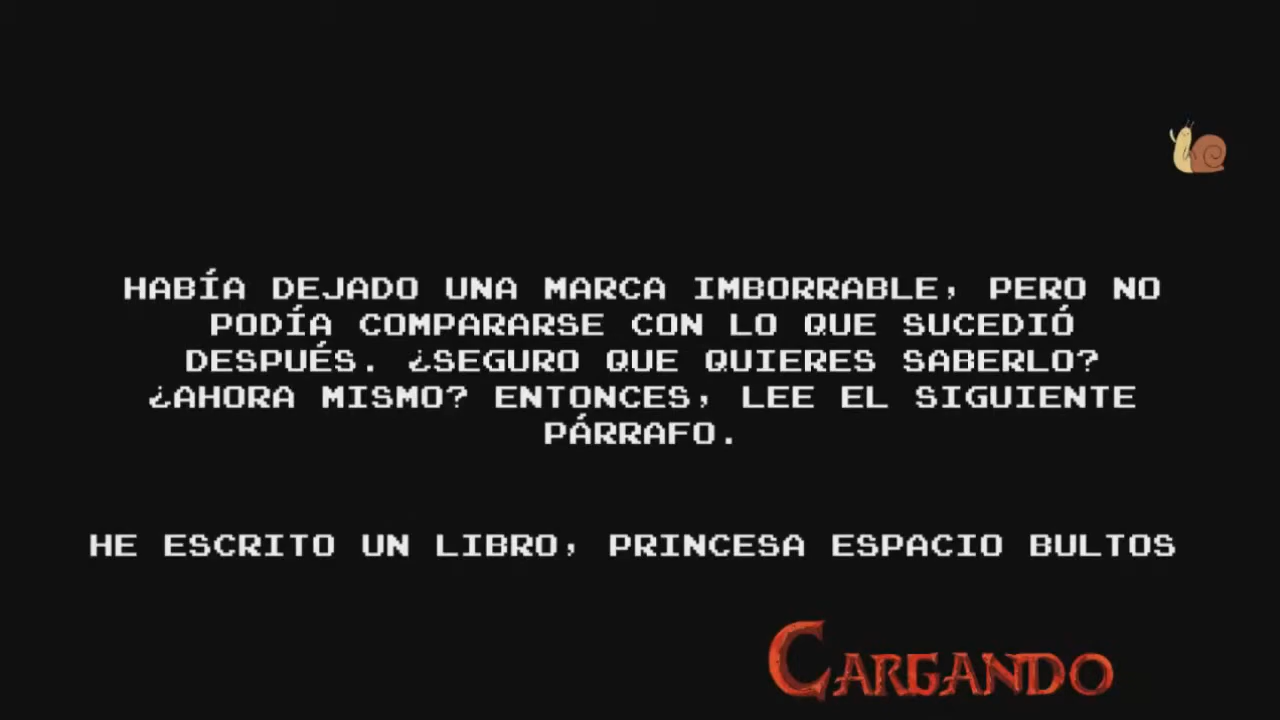 HABÍA DEJADO UNA MARCA IMBORRABLE, PERO NO
PODÍA COMPARARSE CON LO QUE SUCEDIÓ
DESPUÉS. ¿SEGURO QUE QUIERES SABERLO?
¿AHORA MISMO? ENTONCES, LEE EL SIGUIENTE
PÁRRAFO.
HE ESCRITO UN LIBRO, PRINCESA ESPACIO BULTOS
CARGANDO